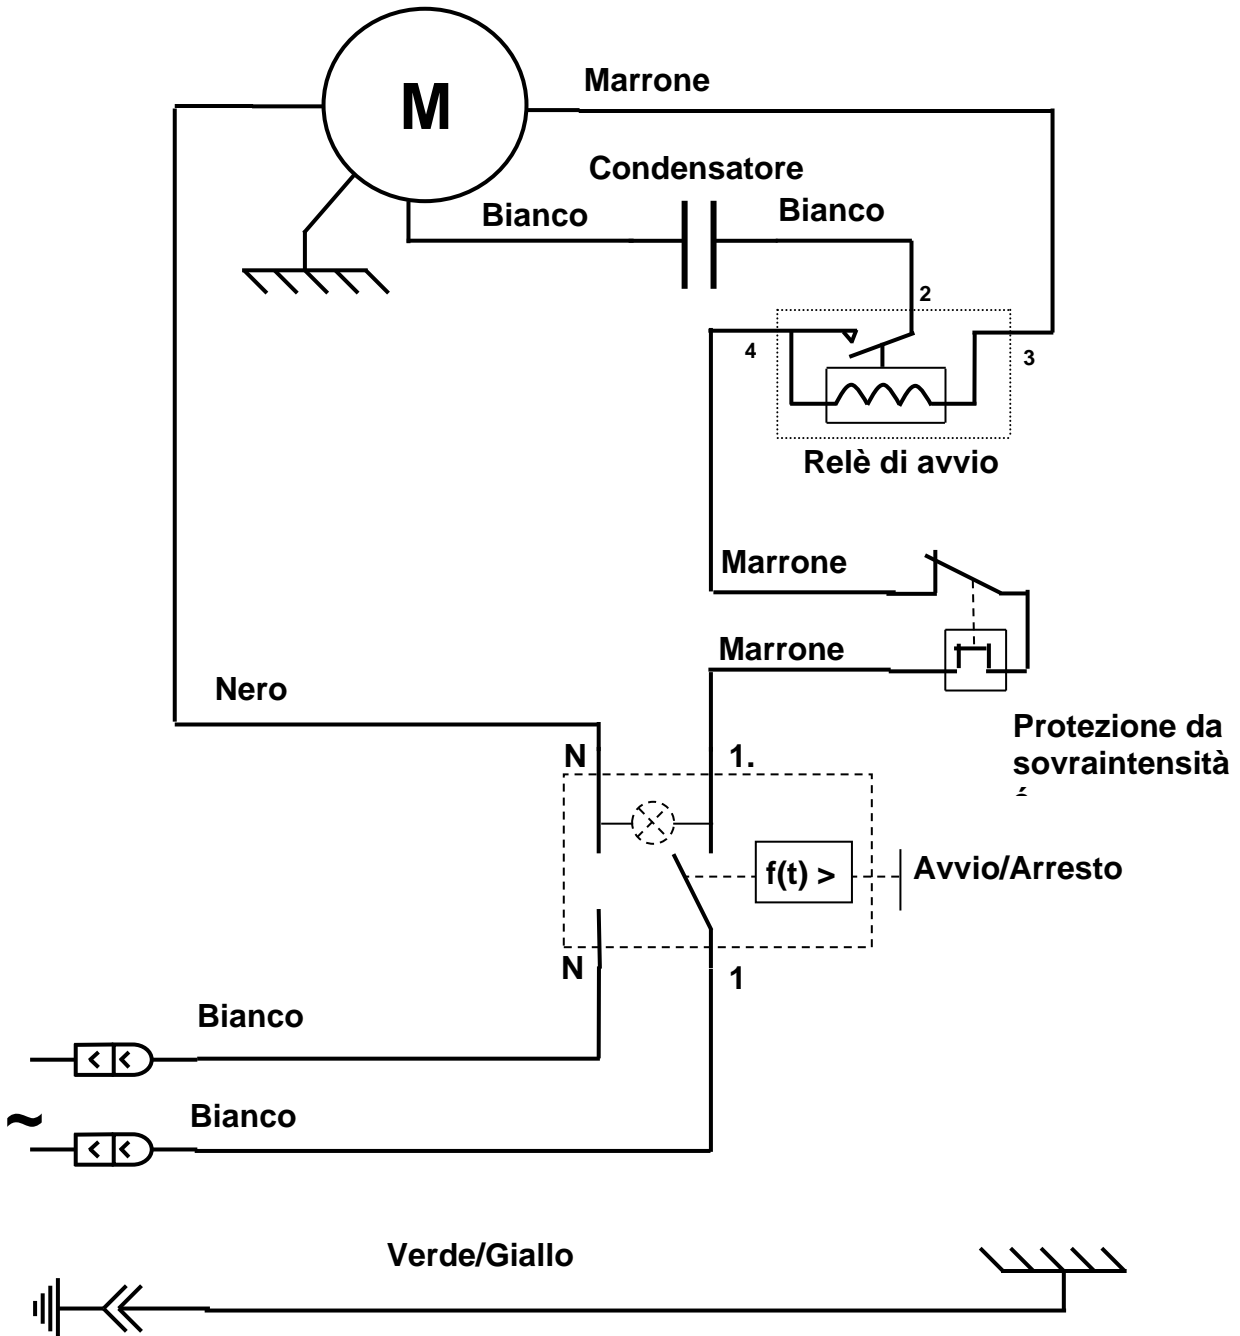 M
Marrone
Condensatore
Bianco
Bianco
2
4
3
Relè di avvio
Marrone
Marrone
Nero
Protezione da
sovraintensità
N
1.
f(t) >
Avvio/Arresto
N
1
Bianco
~
Bianco
Verde/Giallo